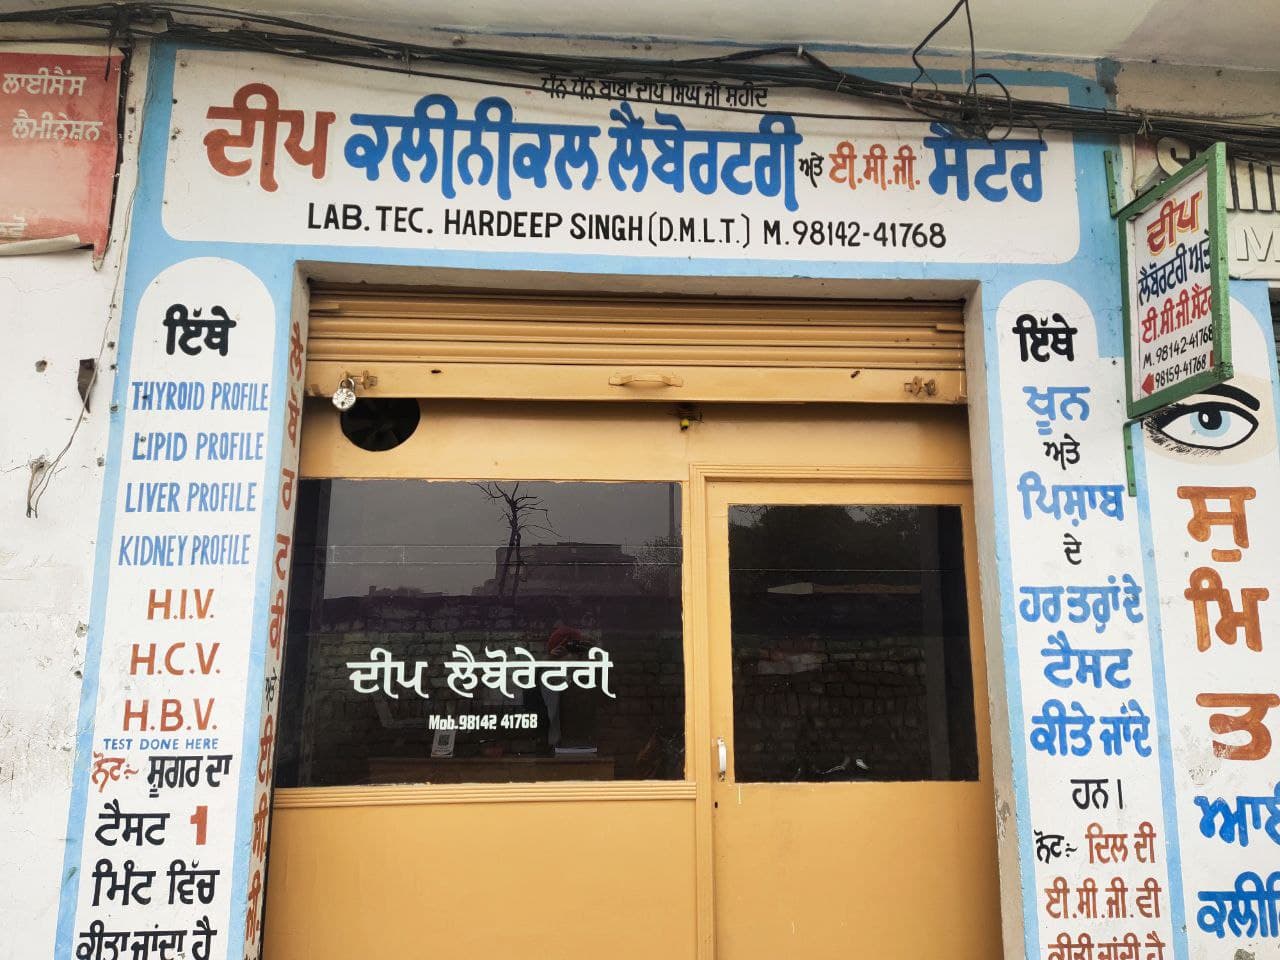 ਲਾਈਸੈਂਸ
ਲੈਮੀਨੇਸ਼ਨ
ਧੰਨ ਧੰਨ ਬਾਬਾ ਦੀਪ ਸਿੰਘ ਜੀ ਸ਼ਹੀਦ
ਦੀਪ ਕਲੀਨੀਕਲ ਲੈਬੋਰਟਰੀ ਅਤੇ ਈ.ਸੀ.ਜੀ. ਸੈਂਟਰ
LAB. TEC. HARDEEP SINGH (D.M.L.T.) M. 98142-41768
ਇੱਥੇ
THYROID PROFILE
LIPID PROFILE
LIVER PROFILE
KIDNEY PROFILE
H.I.V.
H.C.V.
H.B.V.
TEST DONE HERE
ਨੋਟ:~ ਸ਼ੂਗਰ ਦਾ
ਟੈਸਟ 1
ਮਿੰਟ ਵਿੱਚ
ਕੀਤਾ ਜਾਂਦਾ ਹੈ
ਦੀਪ ਲੈਬੋਰੇਟਰੀ
Mob.98142 41768
ਇੱਥੇ
ਖੂਨ
ਅਤੇ
ਪਿਸ਼ਾਬ
ਦੇ
ਹਰ ਤਰ੍ਹਾਂ ਦੇ
ਟੈਸਟ
ਕੀਤੇ ਜਾਂਦੇ
ਹਨ।
ਨੋਟ:~ ਦਿਲ ਦੀ
ਈ.ਸੀ.ਜੀ. ਵੀ
ਕੀਤੀ ਜਾਂਦੀ ਹੈ
ਦੀਪ
ਲੈਬੋਰਟਰੀ ਅਤੇ
ਈ.ਸੀ.ਜੀ ਸੈਂਟਰ
M. 98142-41768
98159-41768
ਸੁ
ਮਿ
ਤ